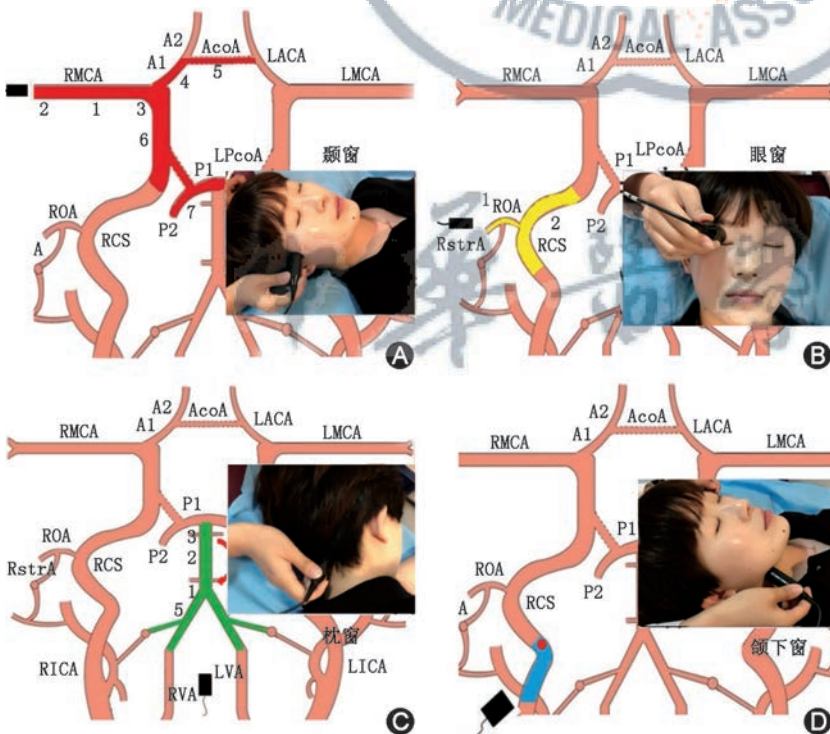 MEDICAL ASS
A2
AcoA
A1
LACA
RMCA
LMCA
4
5
2
1
3
6
P1
LPcoA
颞窗
7
P2
ROA
A
RCS
A
A2
AcoA
A1
LACA
RMCA
LMCA
P1
LPcoA
眼窗
P2
1
ROA
2
RstrA
RCS
B
A2
AcoA
A1
LACA
RMCA
LMCA
P1
3
P2
2
ROA
RstrA
RCS
1
5
枕窗
RICA
LVA
LICA
RVA
C
A2
AcoA
A1
LACA
RMCA
LMCA
P1
P2
ROA
A
RCS
颌下窗
D